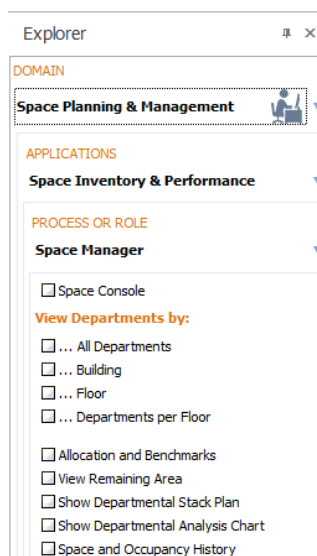 Explorer
DOMAIN
Space Planning & Management
APPLICATIONS
Space Inventory & Performance
PROCESS OR ROLE
Space Manager
Space Console
View Departments by:
... All Departments
... Building
... Floor
... Departments per Floor
Allocation and Benchmarks
View Remaining Area
Show Departmental Stack Plan
Show Departmental Analysis Chart
Space and Occupancy History